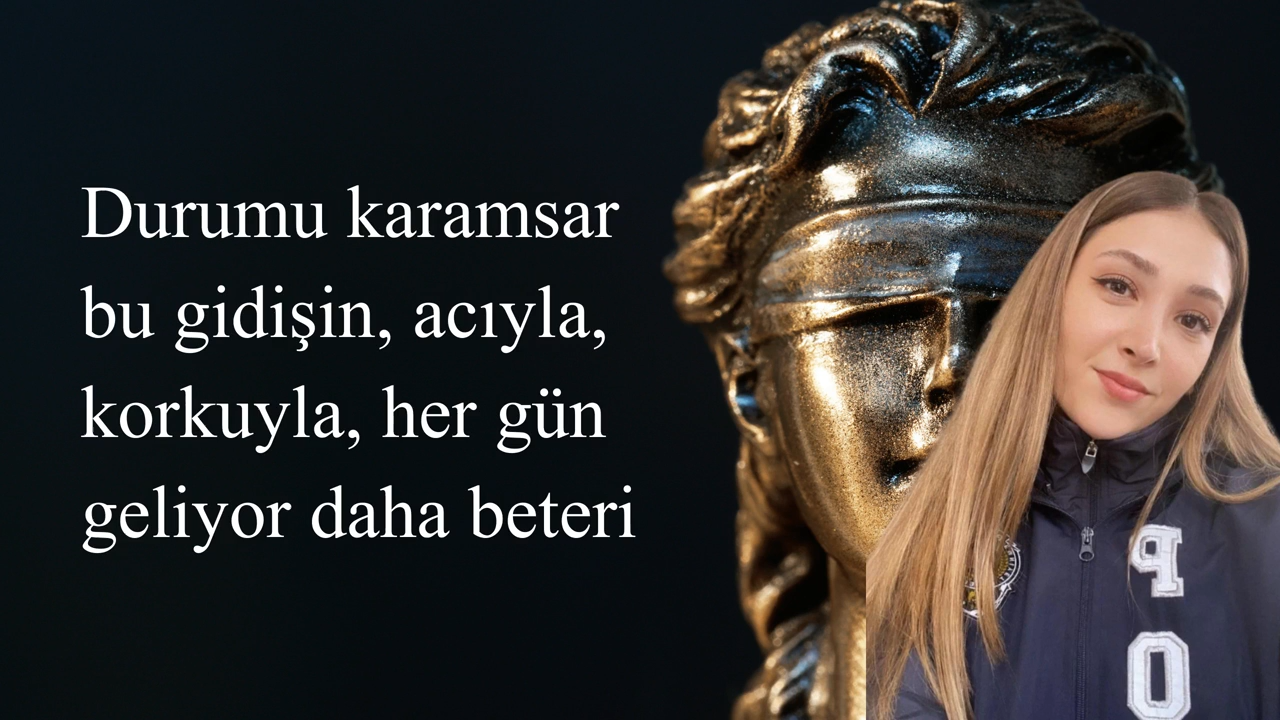 Durumu karamsar
bu gidişin, acıyla,
korkuyla, her gün
geliyor daha beteri
P
O